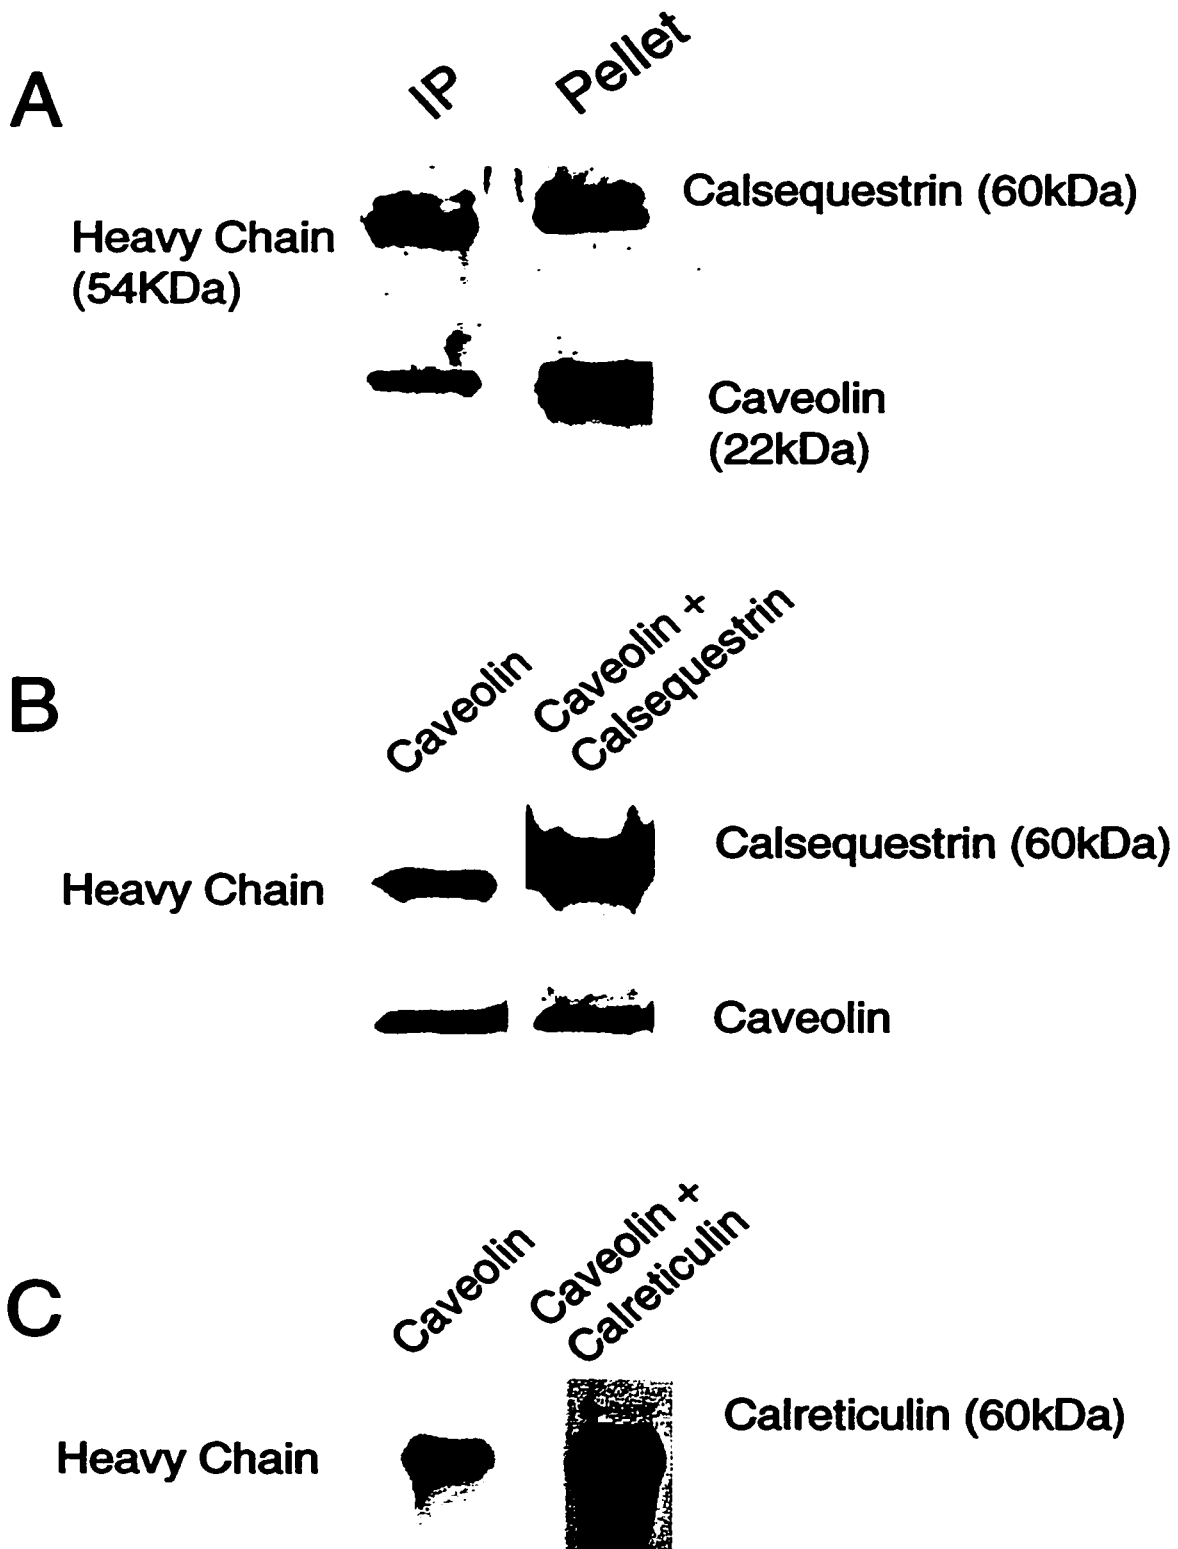 A
IP
Pellet
Calsequestrin (60kDa)
Heavy Chain
(54KDa)
Caveolin
(22kDa)
B
Caveolin
Caveolin +
Calsequestrin
Calsequestrin (60kDa)
Heavy Chain
Caveolin
C
Caveolin
Caveolin +
Calreticulin
Calreticulin (60kDa)
Heavy Chain